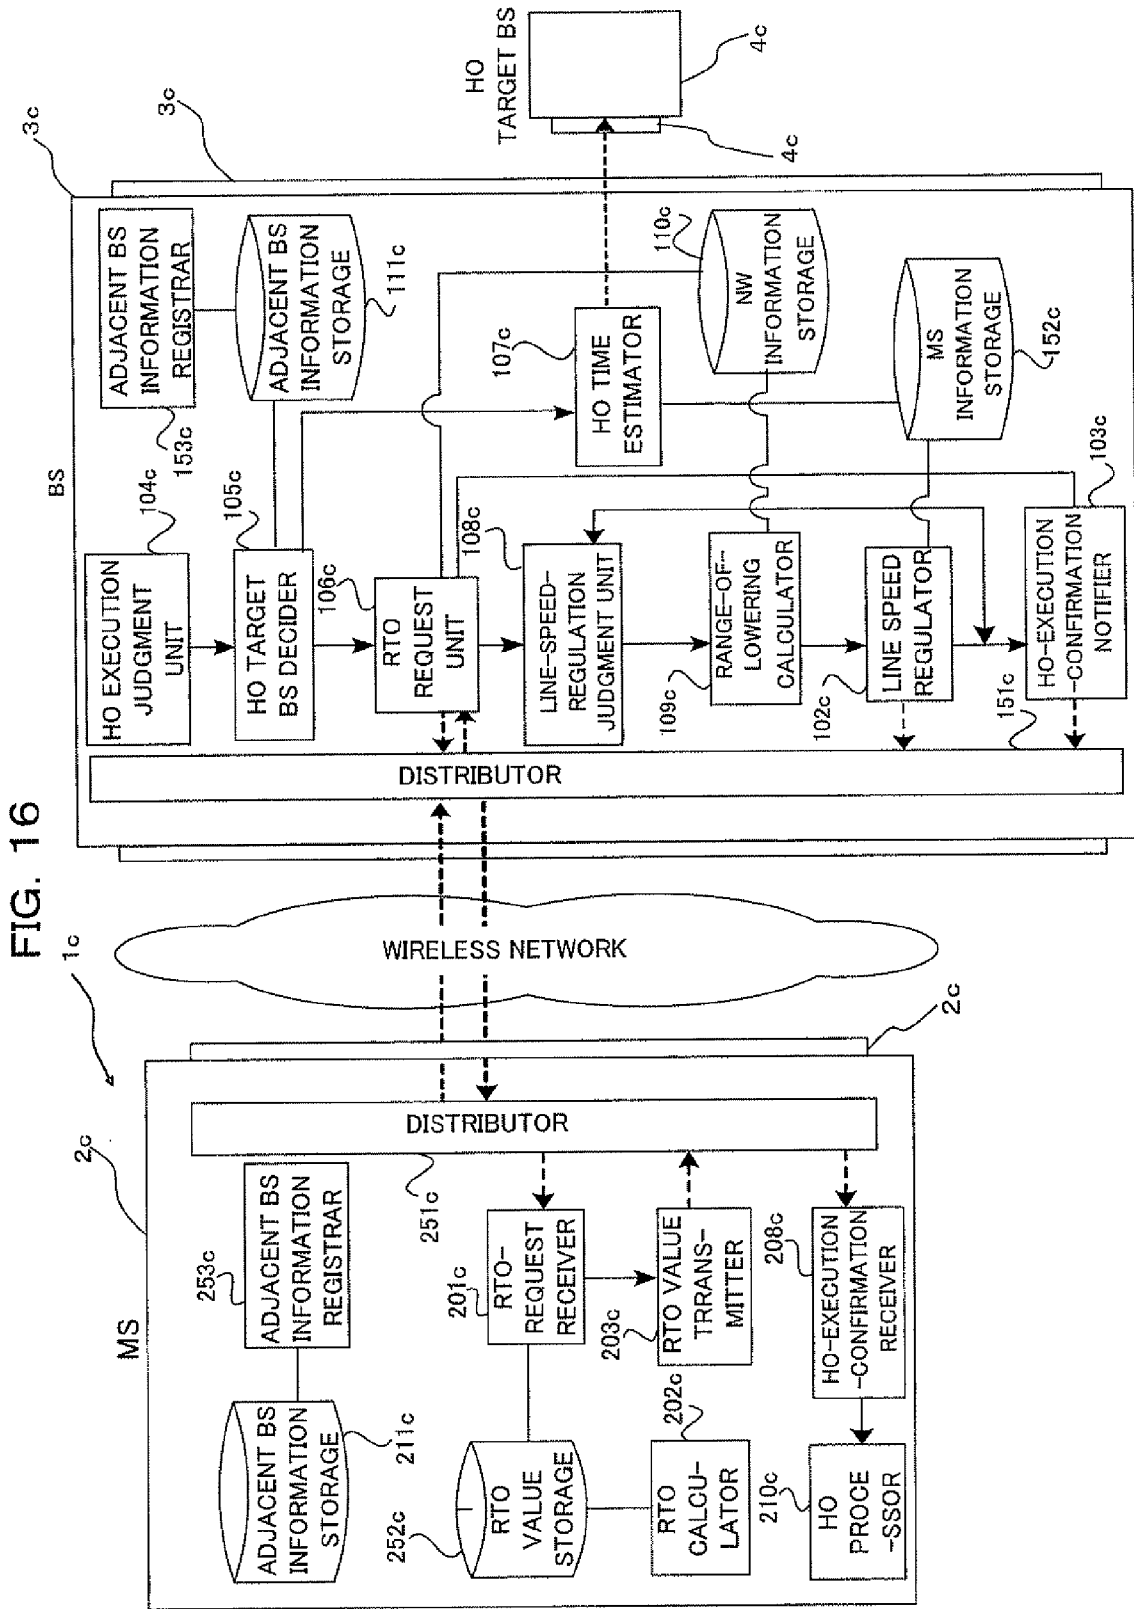 FIG. 16
1c
MS
2c
2c
ADJACENT BS
INFORMATION
STORAGE
211c
253c
ADJACENT BS
INFORMATION
REGISTRAR
251c
DISTRIBUTOR
252c
RTO
VALUE
STORAGE
201c
RTO-
REQUEST
RECEIVER
202c
RTO
CALCU-
LATOR
203c
RTO VALUE
TRRANS-
MITTER
210c
HO
PROCE
-SSOR
208c
HO-EXECUTION
-CONFIRMATION
RECEIVER
WIRELESS NETWORK
BS
3c
3c
DISTRIBUTOR
151c
HO EXECUTION
JUDGMENT
UNIT
104c
153c
ADJACENT BS
INFORMATION
REGISTRAR
HO TARGET
BS DECIDER
105c
ADJACENT BS
INFORMATION
STORAGE
111c
106c
RTO
REQUEST
UNIT
108c
LINE-SPEED-
REGULATION
JUDGMENT UNIT
107c
HO TIME
ESTIMATOR
HO
TARGET BS
4c
4c
109c
RANGE-OF-
LOWERING
CALCULATOR
110c
NW
INFORMATION
STORAGE
102c
LINE SPEED
REGULATOR
MS
INFORMATION
STORAGE
152c
103c
HO-EXECUTION
-CONFIRMATION
NOTIFIER